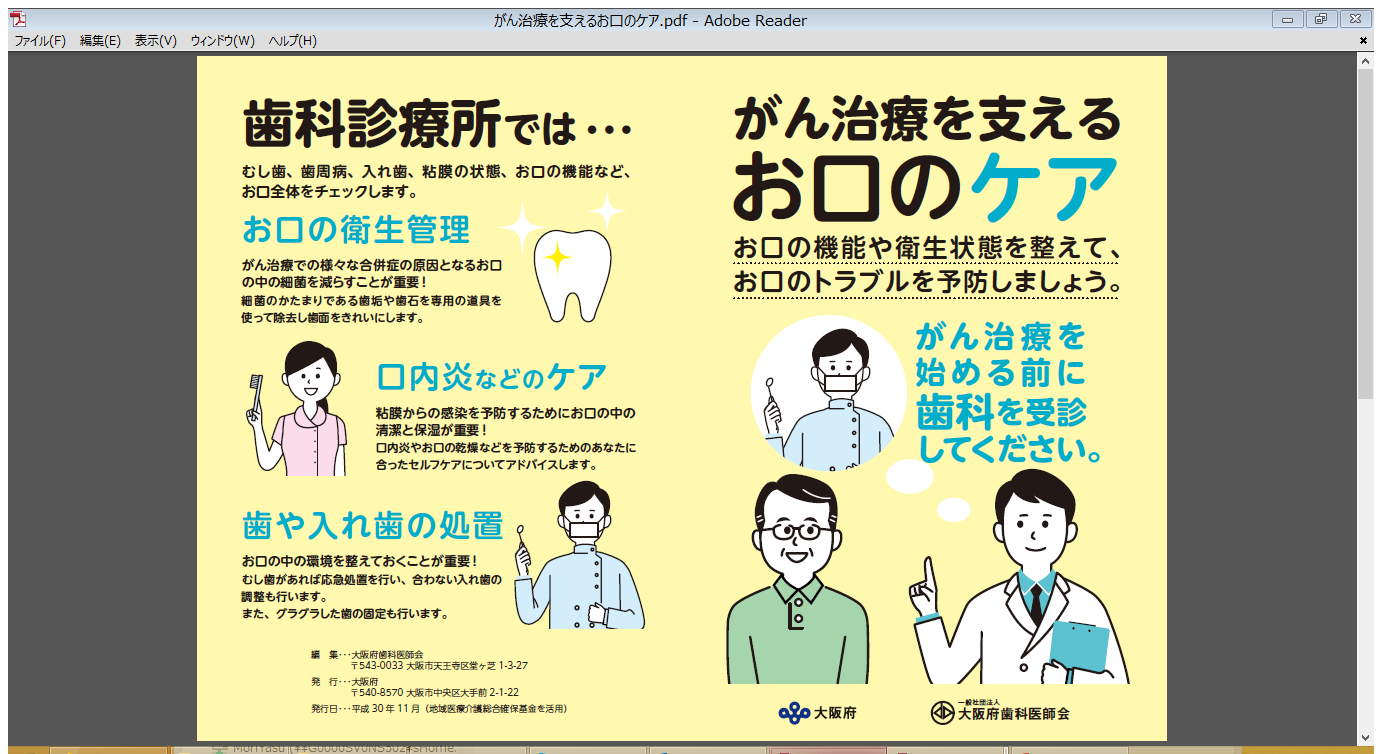 がん治療を支えるお口のケア.pdf - Adobe Reader
ファイル(F) 編集(E) 表示(V) ウィンドウ(W) ヘルプ(H)
歯科診療所では…
むし歯、歯周病、入れ歯、粘膜の状態、お口の機能など、
お口全体をチェックします。
お口の衛生管理
がん治療での様々な合併症の原因となるお口
の中の細菌を減らすことが重要！
細菌のかたまりである歯垢や歯石を専用の道具を
使って除去し歯面をきれいにします。
口内炎などのケア
粘膜からの感染を予防するためにお口の中の
清潔と保湿が重要！
口内炎やお口の乾燥などを予防するためのあなたに
合ったセルフケアについてアドバイスします。
歯や入れ歯の処置
お口の中の環境を整えておくことが重要！
むし歯があれば応急処置を行い、合わない入れ歯の
調整も行います。
また、グラグラした歯の固定も行います。
編　集…大阪府歯科医師会
〒543-0033 大阪市天王寺区堂ヶ芝 1-3-27
発　行…大阪府
〒540-8570 大阪市中央区大手前 2-1-22
発行日…平成 30 年 11 月（地域医療介護総合確保基金を活用）
がん治療を支える
お口のケア
お口の機能や衛生状態を整えて、
お口のトラブルを予防しましょう。
がん治療を
始める前に
歯科を受診
してください。
大阪府
一般社団法人
大阪府歯科医師会